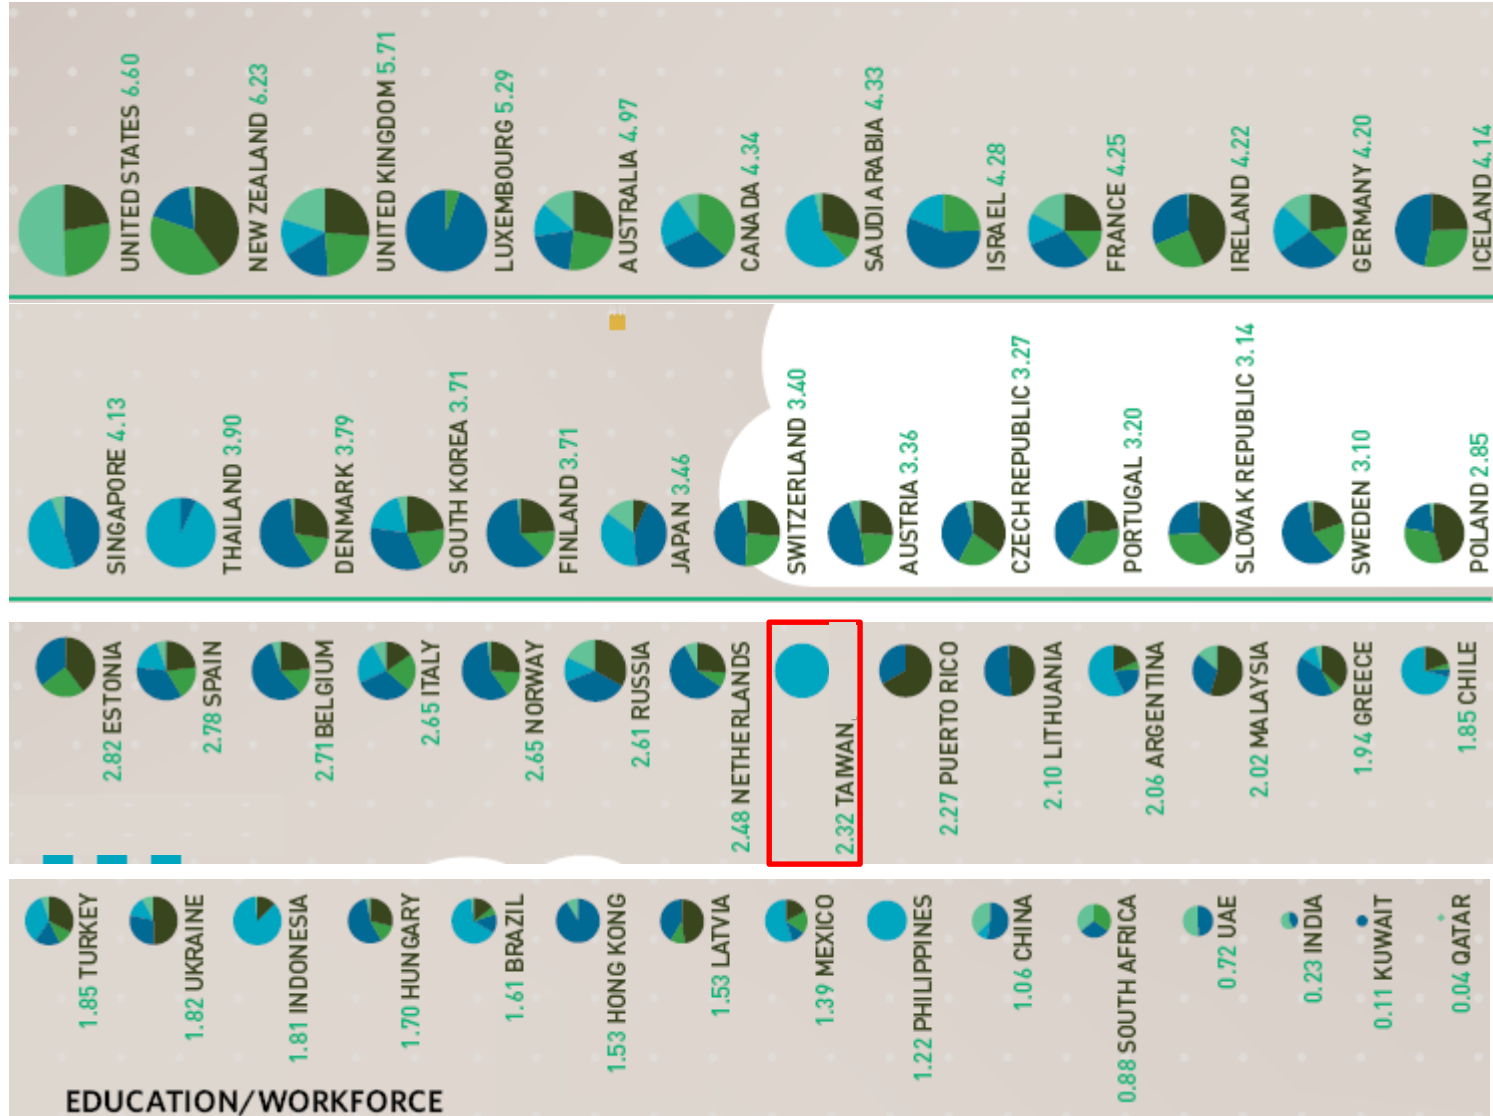 UNITED STATES 6.60
NEW ZEALAND 6.23
UNITED KINGDOM 5.71
LUXEMBOURG 5.29
AUSTRALIA 4.97
CANADA 4.34
SAUDI ARABIA 4.33
ISRAEL 4.28
FRANCE 4.25
IRELAND 4.22
GERMANY 4.20
ICELAND 4.14
SINGAPORE 4.13
THAILAND 3.90
DENMARK 3.79
SOUTH KOREA 3.71
FINLAND 3.71
JAPAN 3.46
SWITZERLAND 3.40
AUSTRIA 3.36
CZECH REPUBLIC 3.27
PORTUGAL 3.20
SLOVAK REPUBLIC 3.14
SWEDEN 3.10
POLAND 2.85
2.82 ESTONIA
2.78 SPAIN
2.71 BELGIUM
2.65 ITALY
2.65 NORWAY
2.61 RUSSIA
2.48 NETHERLANDS
2.32 TAIWAN
2.27 PUERTO RICO
2.10 LITHUANIA
2.06 ARGENTINA
2.02 MALAYSIA
1.94 GREECE
1.85 CHILE
1.85 TURKEY
1.82 UKRAINE
1.81 INDONESIA
1.70 HUNGARY
1.61 BRAZIL
1.53 HONG KONG
1.53 LATVIA
1.39 MEXICO
1.22 PHILIPPINES
1.06 CHINA
0.88 SOUTH AFRICA
0.72 UAE
0.23 INDIA
0.11 KUWAIT
0.04 QATAR
EDUCATION/WORKFORCE